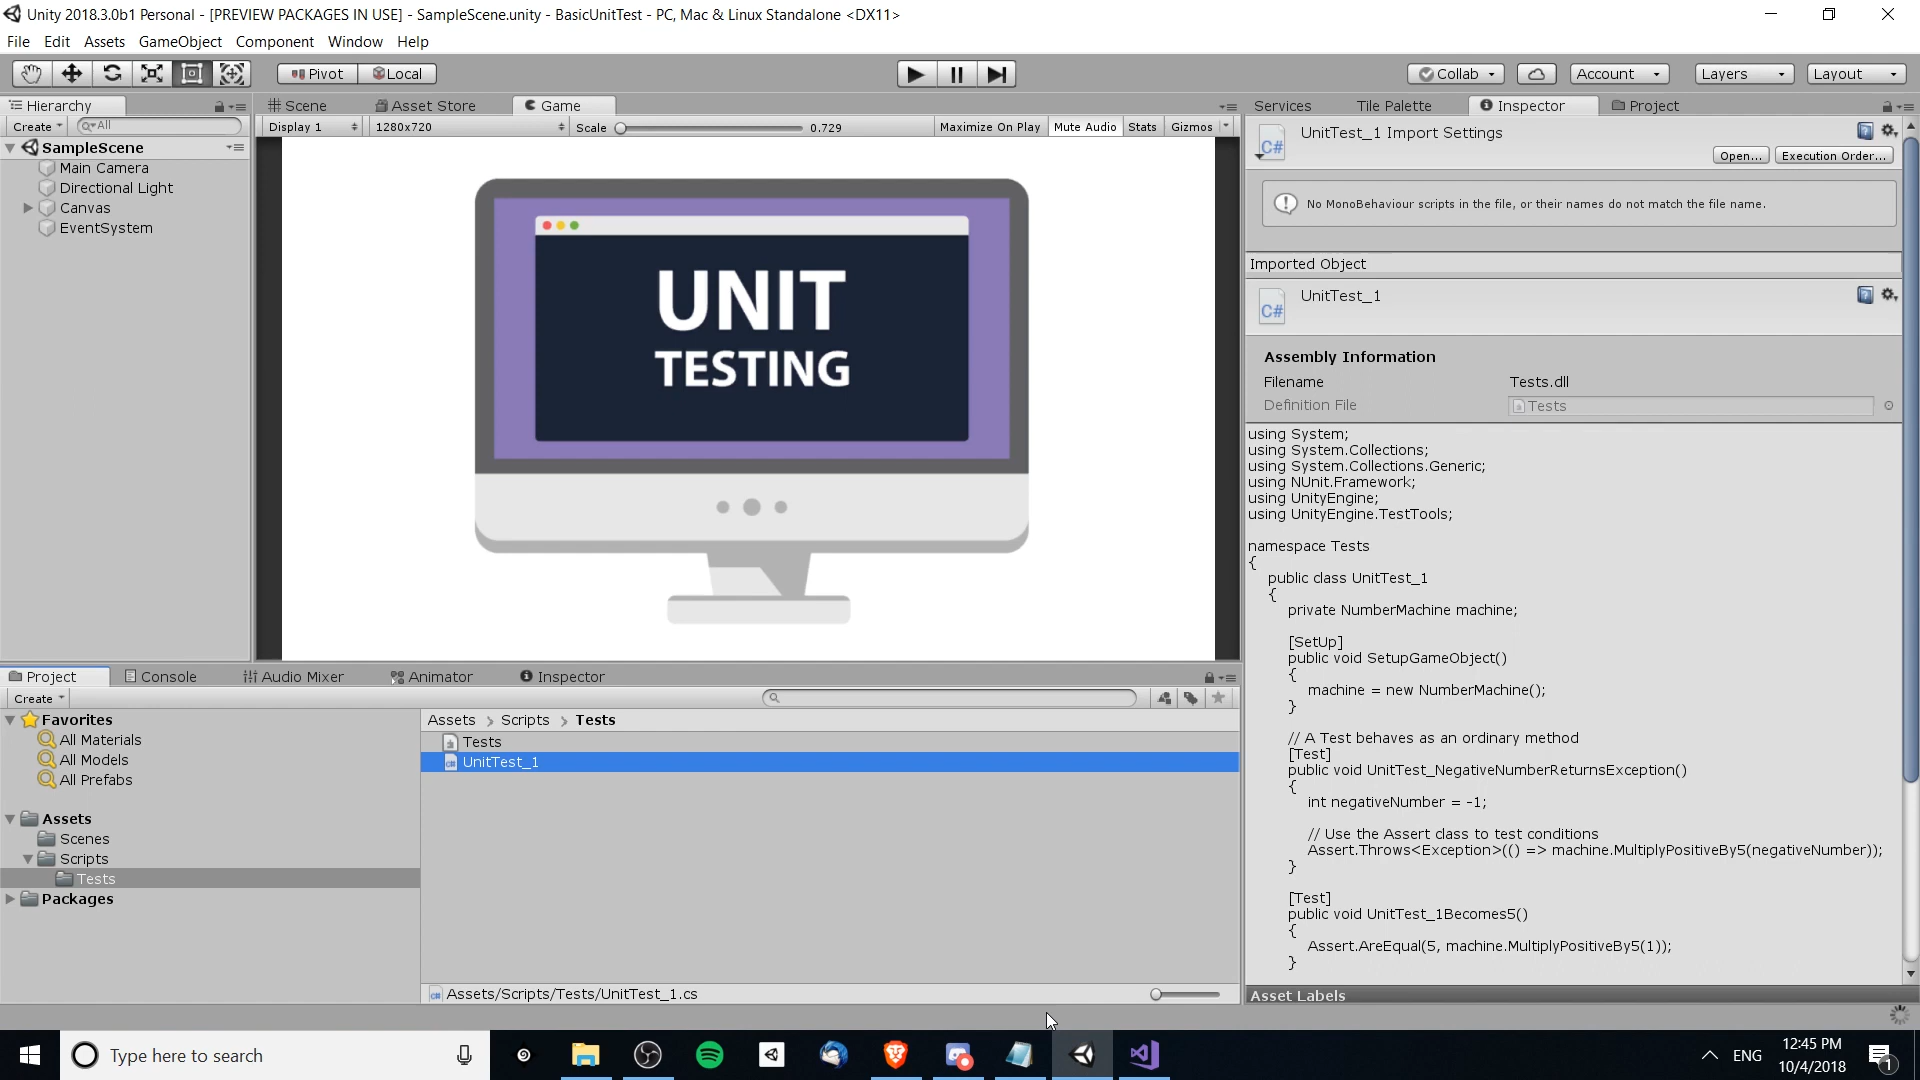 Unity 2018.3.0b1 Personal - [PREVIEW PACKAGES IN USE] - SampleScene.unity - BasicUnitTest - PC, Mac & Linux Standalone <DX11>
File Edit Assets GameObject Component Window Help
Pivot Local Collab Account Layers Layout
Hierarchy
Create All
SampleScene
Main Camera
Directional Light
Canvas
EventSystem
Scene Asset Store Game
Display 1 1280x720 Scale 0.729 Maximize On Play Mute Audio Stats Gizmos
UNIT
TESTING
Services Tile Palette Inspector Project
UnitTest_1 Import Settings
Open... Execution Order...
No MonoBehaviour scripts in the file, or their names do not match the file name.
Imported Object
UnitTest_1
Assembly Information
Filename Tests.dll
Definition File Tests
using System;
using System.Collections;
using System.Collections.Generic;
using NUnit.Framework;
using UnityEngine;
using UnityEngine.TestTools;
namespace Tests
{
public class UnitTest_1
{
private NumberMachine machine;
[SetUp]
public void SetupGameObject()
{
machine = new NumberMachine();
}
// A Test behaves as an ordinary method
[Test]
public void UnitTest_NegativeNumberReturnsException()
{
int negativeNumber = -1;
// Use the Assert class to test conditions
Assert.Throws<Exception>(() => machine.MultiplyPositiveBy5(negativeNumber));
}
[Test]
public void UnitTest_1Becomes5()
{
Assert.AreEqual(5, machine.MultiplyPositiveBy5(1));
}
Asset Labels
Project Console Audio Mixer Animator Inspector
Create
Favorites
All Materials
All Models
All Prefabs
Assets
Scenes
Scripts
Tests
Packages
Assets > Scripts > Tests
Tests
UnitTest_1
Assets/Scripts/Tests/UnitTest_1.cs
Type here to search
ENG
12:45 PM
10/4/2018
1